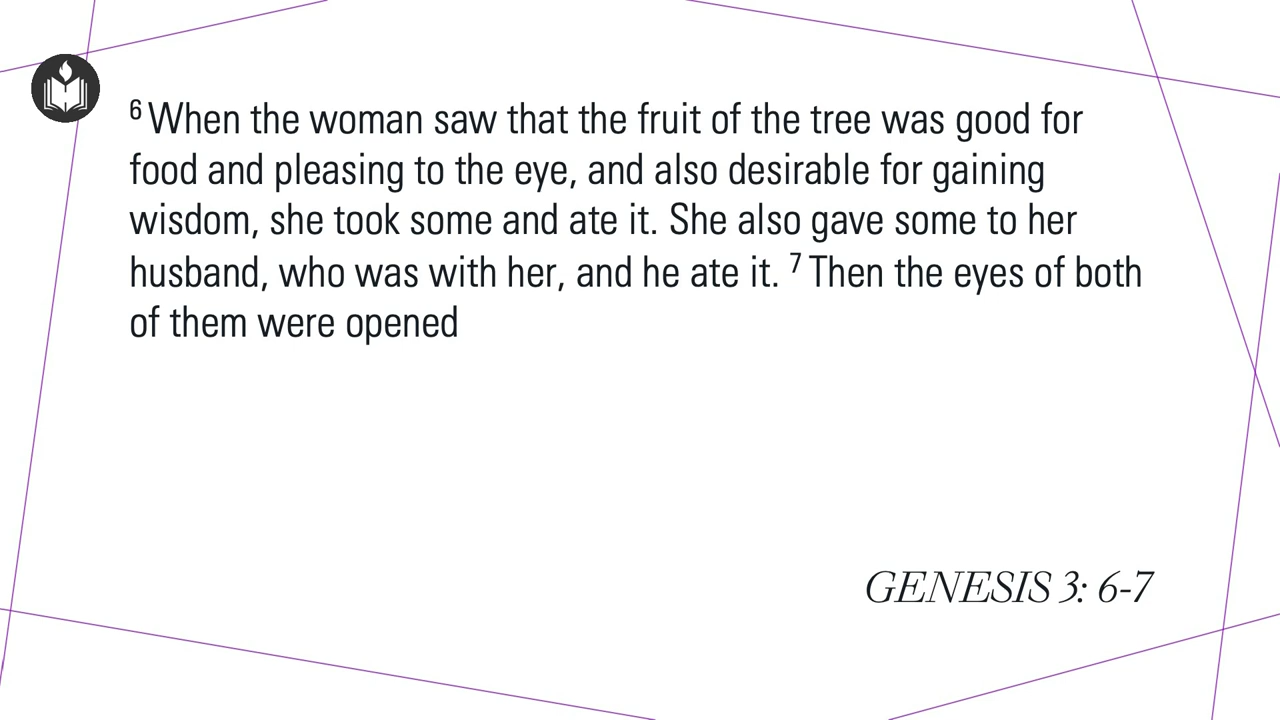 ⁶ When the woman saw that the fruit of the tree was good for
food and pleasing to the eye, and also desirable for gaining
wisdom, she took some and ate it. She also gave some to her
husband, who was with her, and he ate it. ⁷ Then the eyes of both
of them were opened
GENESIS 3: 6-7